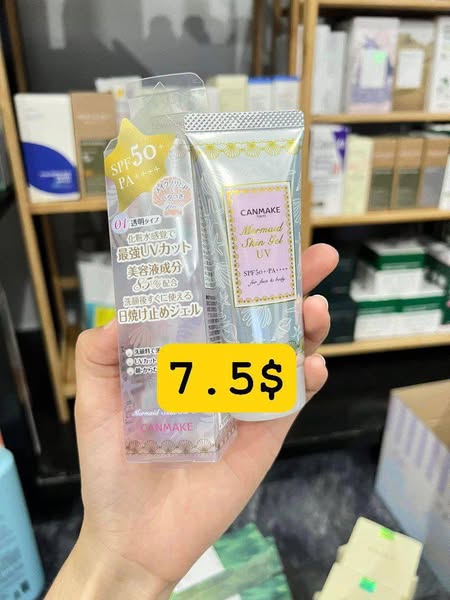 SPF50+
PA++++
01 透明タイプ
化粧水感覚で
最強UVカット
美容液成分
配合
洗顔後すぐに使える
日焼け止めジェル
CANMAKE
CANMAKE
TOKYO
Mermaid
Skin Gel
UV
SPF50+ PA++++
for face & body
7.5$